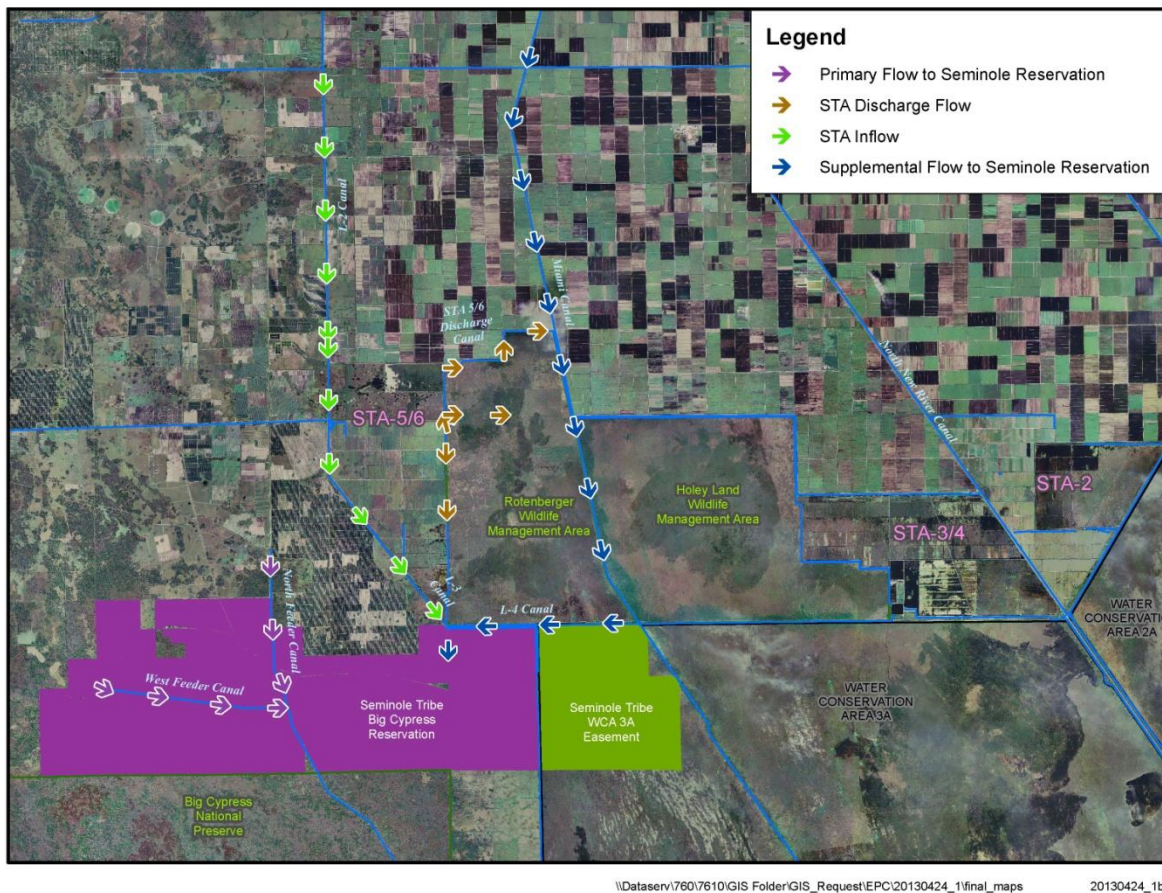 Legend
Primary Flow to Seminole Reservation
STA Discharge Flow
STA Inflow
Supplemental Flow to Seminole Reservation
L-2 Canal
Miami Canal
STA 5/6
Discharge
Canal
North New River Canal
STA-5/6
STA-2
Rotenberger
Wildlife
Management Area
Holey Land
Wildlife
Management Area
STA-3/4
L-3
Canal
L-4 Canal
North Feeder Canal
WATER
CONSERVATION
AREA 2A
West Feeder Canal
Seminole Tribe
Big Cypress
Reservation
Seminole Tribe
WCA 3A
Easement
WATER
CONSERVATION
AREA 3A
Big Cypress
National
Preserve
\\Dataserv\760\7610\GIS Folder\GIS_Request\EPC\20130424_1\final_maps